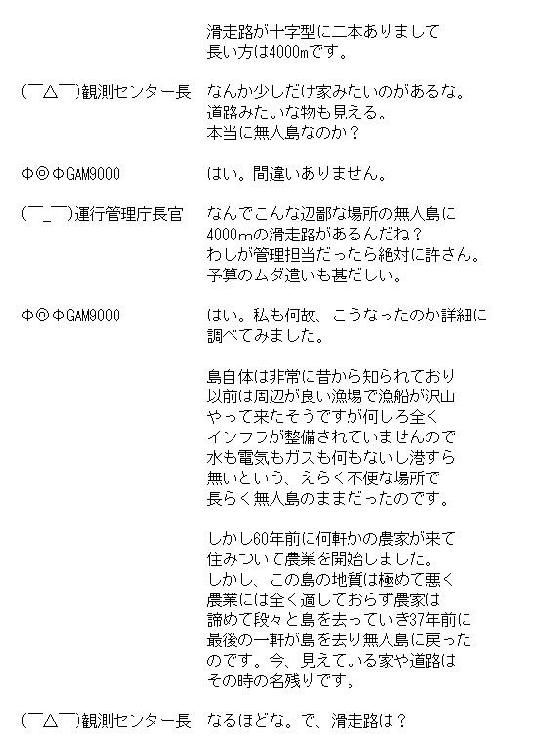 滑走路が十字型に二本ありまして
長い方は4000mです。
(￣△￣)観測センター長 なんか少しだけ家みたいのがあるな。
道路みたいな物も見える。
本当に無人島なのか？
Φ◎ΦGAM9000 はい。間違いありません。
(￣_￣)運行管理庁長官 なんでこんな辺鄙な場所の無人島に
4000ｍの滑走路があるんだね？
わしが管理担当だったら絶対に許さん。
予算のムダ遣いも甚だしい。
Φ◎ΦGAM9000 はい。私も何故、こうなったのか詳細に
調べてみました。
島自体は非常に昔から知られており
以前は周辺が良い漁場で漁船が沢山
やって来たそうですが何しろ全く
インフラが整備されていませんので
水も電気もガスも何もないし港すら
無いという、えらく不便な場所で
長らく無人島のままだったのです。
しかし60年前に何軒かの農家が来て
住みついて農業を開始しました。
しかし、この島の地質は極めて悪く
農業には全く適しておらず農家は
諦めて段々と島を去っていき37年前に
最後の一軒が島を去り無人島に戻った
のです。今、見えている家や道路は
その時の名残りです。
(￣△￣)観測センター長 なるほどな。で、滑走路は？